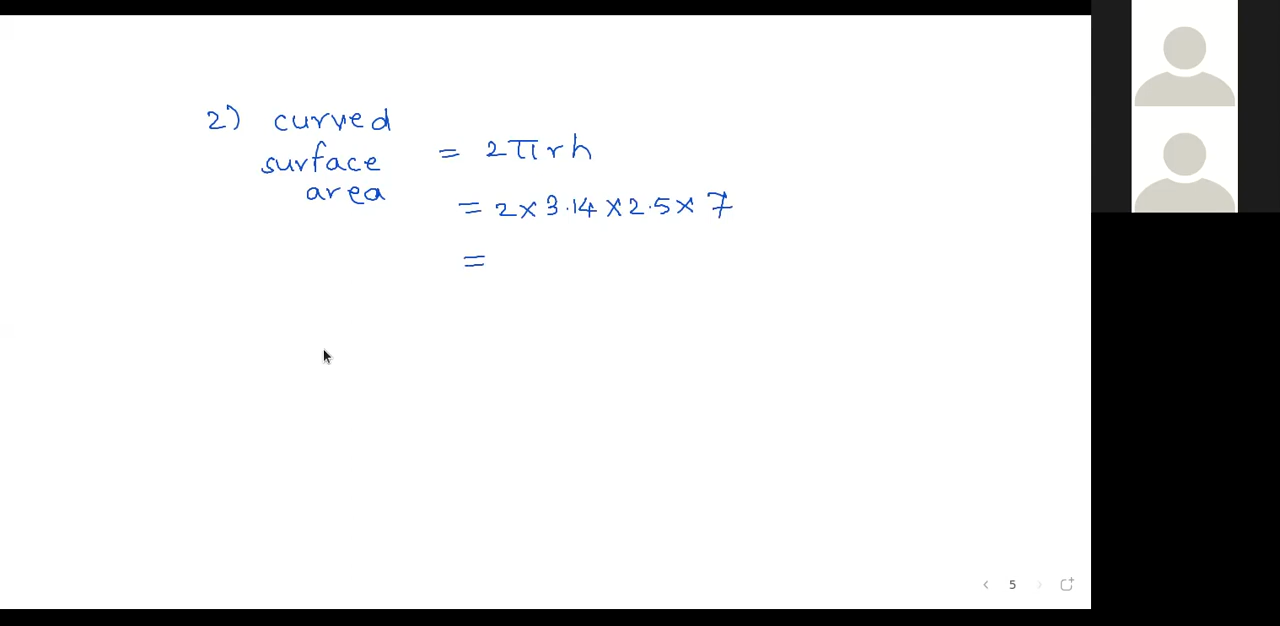 2) curved
surface
area
= 2πrh
= 2×3.14×2.5×7
=
5